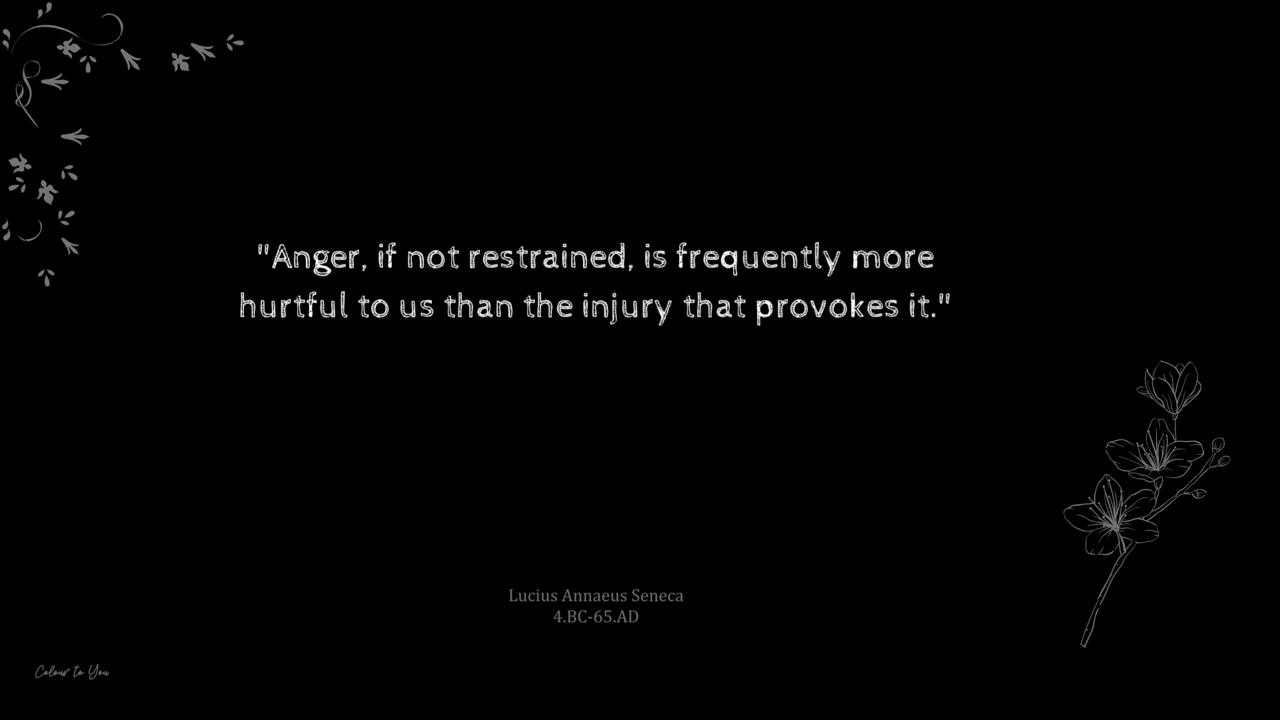 "Anger, if not restrained, is frequently more
hurtful to us than the injury that provokes it."
Lucius Annaeus Seneca
4.BC-65.AD
Colour to You